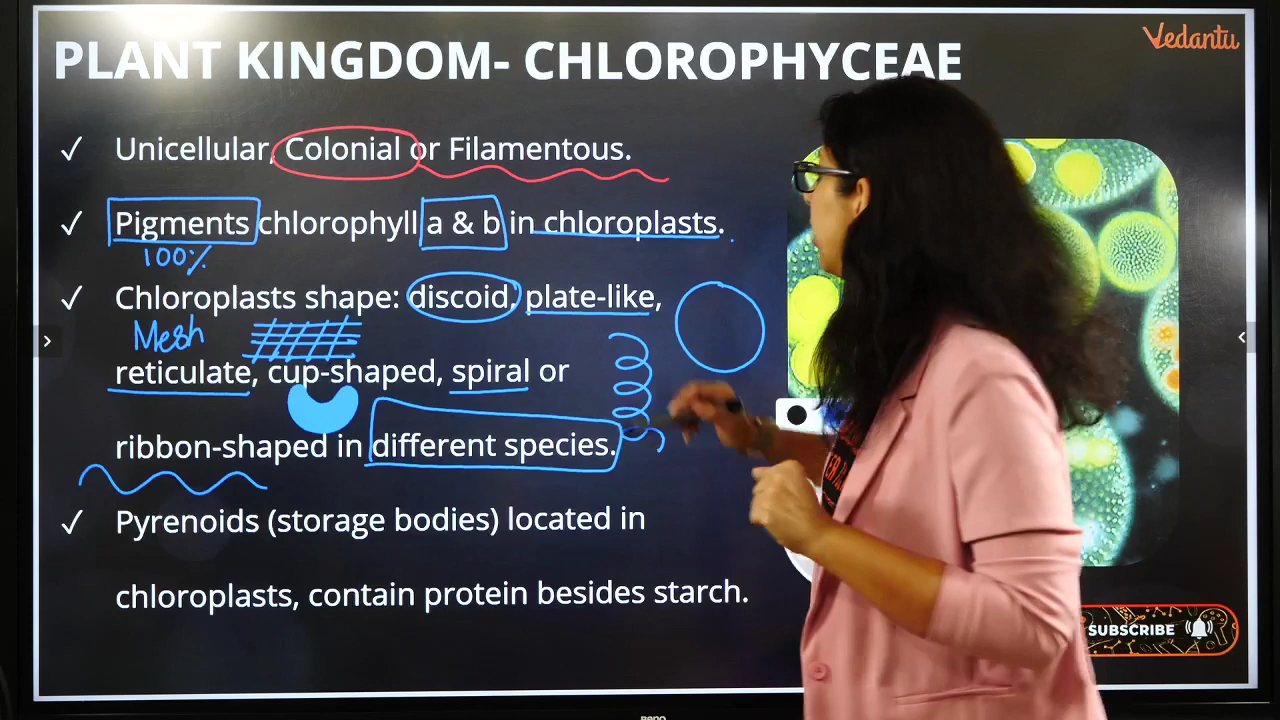 PLANT KINGDOM- CHLOROPHYCEAE
Vedantu
✓ Unicellular, Colonial or Filamentous.
✓ Pigments chlorophyll a & b in chloroplasts.
100%
✓ Chloroplasts shape: discoid, plate-like,
Mesh
reticulate, cup-shaped, spiral or
ribbon-shaped in different species.
✓ Pyrenoids (storage bodies) located in
chloroplasts, contain protein besides starch.
SUBSCRIBE
BenQ